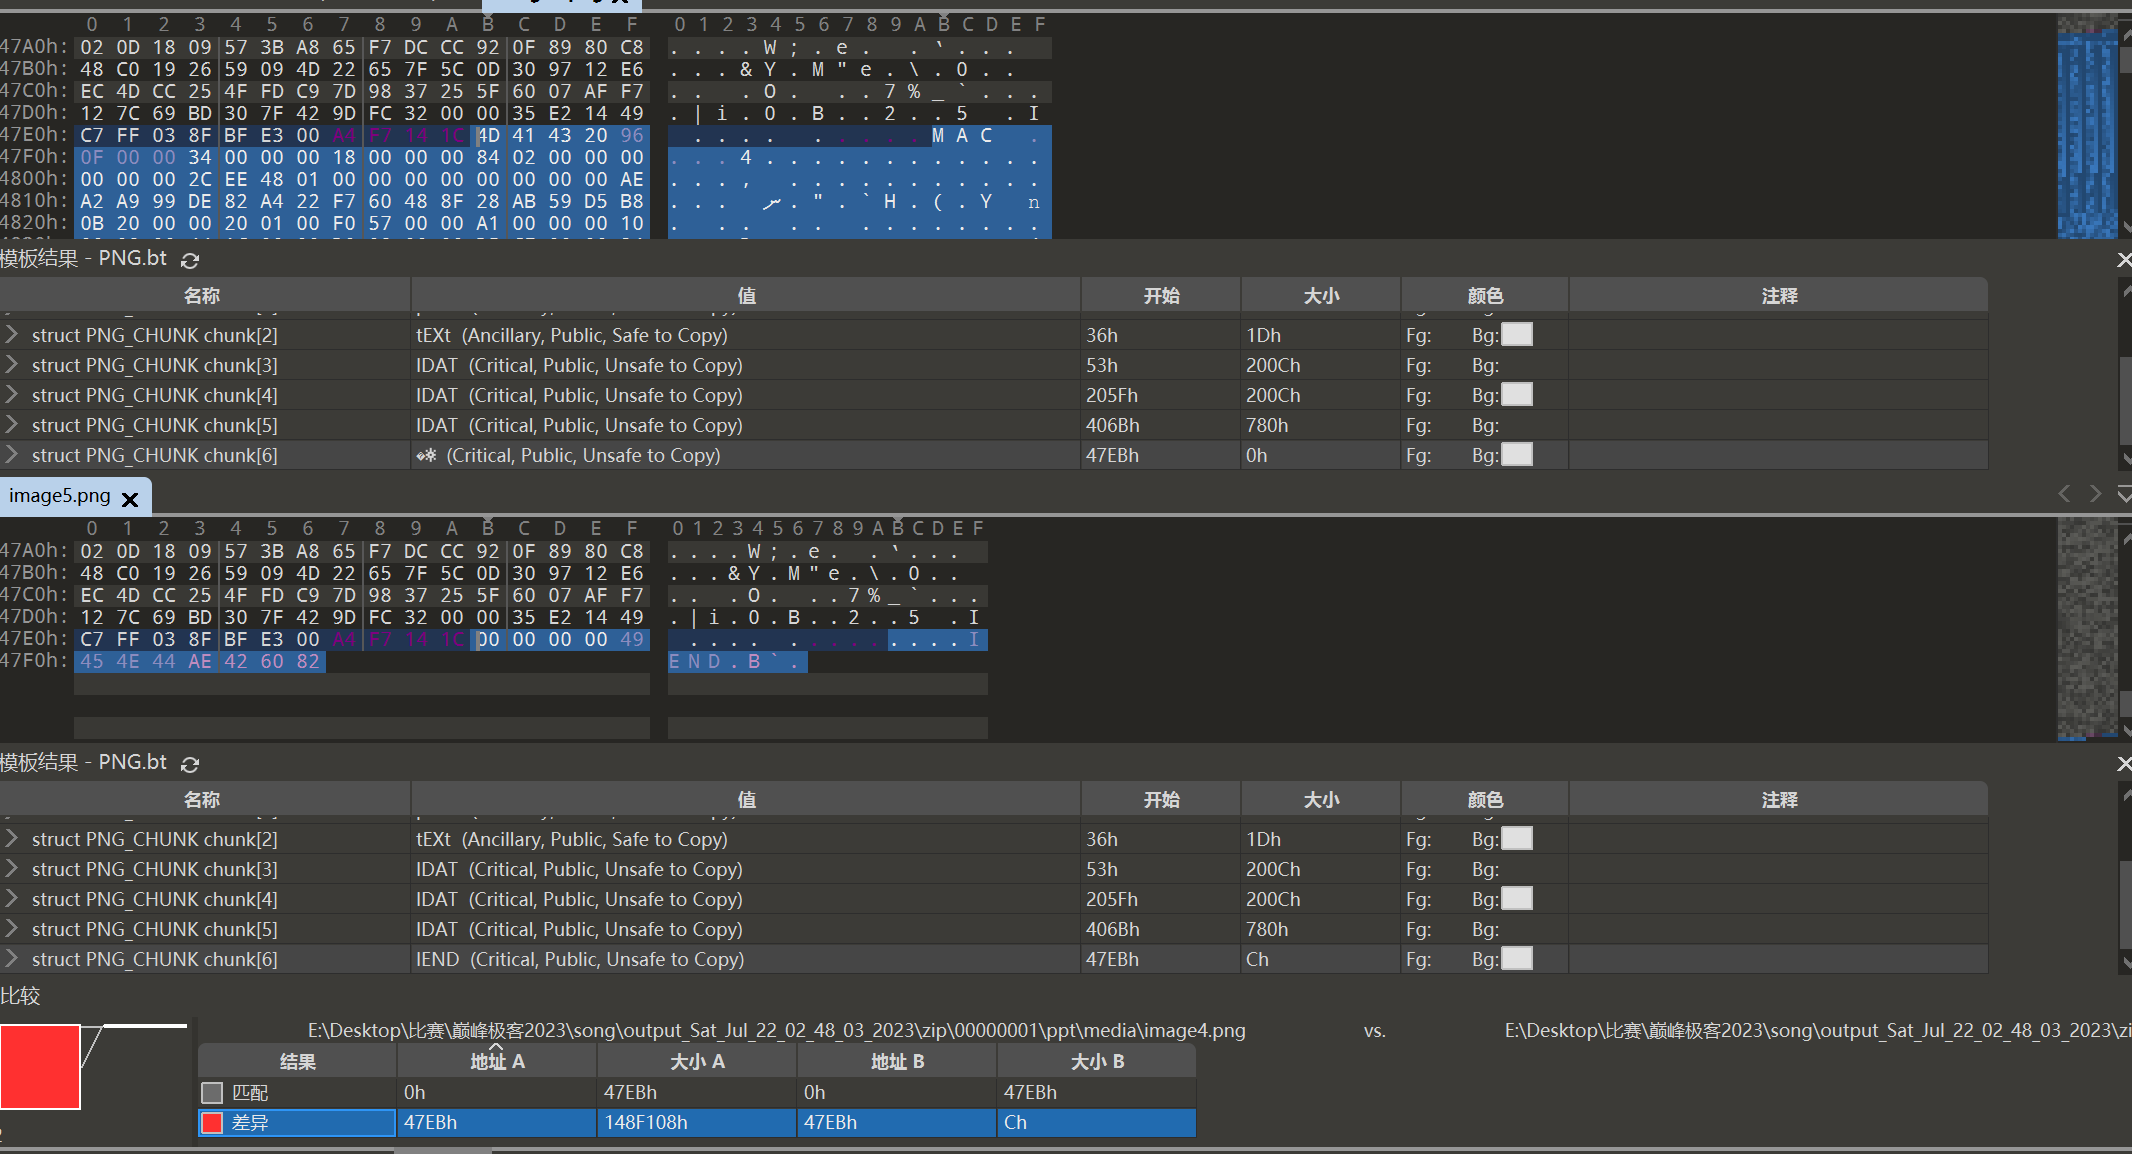 0 1 2 3 4 5 6 7 8 9 A B C D E F 0 1 2 3 4 5 6 7 8 9 A B C D E F
47A0h: 02 0D 18 09 57 3B A8 65 F7 DC CC 92 0F 89 80 C8 . . . . W ; . e . . ` . . .
47B0h: 48 C0 19 26 59 09 4D 22 65 7F 5C 0D 30 97 12 E6 . . . & Y . M " e . \ . 0 . .
47C0h: EC 4D CC 25 4F FD C9 7D 98 37 25 5F 60 07 AF F7 . . . O . . . 7 % _ ` . . .
47D0h: 12 7C 69 BD 30 7F 42 9D FC 32 00 00 35 E2 14 49 . | i . 0 . B . . 2 . . 5 . I
47E0h: C7 FF 03 8F BF E3 00 A4 F7 14 1C 4D 41 43 20 96 . . . . . . . . . . M A C .
47F0h: 0F 00 00 34 00 00 00 18 00 00 00 84 02 00 00 00 . . . 4 . . . . . . . . . . . .
4800h: 00 00 00 2C EE 48 01 00 00 00 00 00 00 00 00 AE . . . , . . . . . . . . . . .
4810h: A2 A9 99 DE 82 A4 22 F7 60 48 8F 28 AB 59 D5 B8 . . . س . " . ` H . ( . Y n
4820h: 0B 20 00 00 20 01 00 F0 57 00 00 A1 00 00 00 10 . . . . . . . . . . . . .
模板结果 - PNG.bt
名称 值 开始 大小 颜色 注释
struct PNG_CHUNK chunk[2] tEXt (Ancillary, Public, Safe to Copy) 36h 1Dh Fg: Bg:
struct PNG_CHUNK chunk[3] IDAT (Critical, Public, Unsafe to Copy) 53h 200Ch Fg: Bg:
struct PNG_CHUNK chunk[4] IDAT (Critical, Public, Unsafe to Copy) 205Fh 200Ch Fg: Bg:
struct PNG_CHUNK chunk[5] IDAT (Critical, Public, Unsafe to Copy) 406Bh 780h Fg: Bg:
struct PNG_CHUNK chunk[6] (Critical, Public, Unsafe to Copy) 47EBh 0h Fg: Bg:
image5.png
0 1 2 3 4 5 6 7 8 9 A B C D E F 0 1 2 3 4 5 6 7 8 9 A B C D E F
47A0h: 02 0D 18 09 57 3B A8 65 F7 DC CC 92 0F 89 80 C8 . . . . W ; . e . . ` . . .
47B0h: 48 C0 19 26 59 09 4D 22 65 7F 5C 0D 30 97 12 E6 . . . & Y . M " e . \ . 0 . .
47C0h: EC 4D CC 25 4F FD C9 7D 98 37 25 5F 60 07 AF F7 . . . O . . . 7 % _ ` . . .
47D0h: 12 7C 69 BD 30 7F 42 9D FC 32 00 00 35 E2 14 49 . | i . 0 . B . . 2 . . 5 . I
47E0h: C7 FF 03 8F BF E3 00 A4 F7 14 1C 00 00 00 00 49 . . . . . . . . . . . . . . I
47F0h: 45 4E 44 AE 42 60 82 E N D . B ` .
模板结果 - PNG.bt
名称 值 开始 大小 颜色 注释
struct PNG_CHUNK chunk[2] tEXt (Ancillary, Public, Safe to Copy) 36h 1Dh Fg: Bg:
struct PNG_CHUNK chunk[3] IDAT (Critical, Public, Unsafe to Copy) 53h 200Ch Fg: Bg:
struct PNG_CHUNK chunk[4] IDAT (Critical, Public, Unsafe to Copy) 205Fh 200Ch Fg: Bg:
struct PNG_CHUNK chunk[5] IDAT (Critical, Public, Unsafe to Copy) 406Bh 780h Fg: Bg:
struct PNG_CHUNK chunk[6] IEND (Critical, Public, Unsafe to Copy) 47EBh Ch Fg: Bg:
比较
E:\Desktop\比赛\巅峰极客2023\song\output_Sat_Jul_22_02_48_03_2023\zip\00000001\ppt\media\image4.png vs. E:\Desktop\比赛\巅峰极客2023\song\output_Sat_Jul_22_02_48_03_2023\zi
结果 地址 A 大小 A 地址 B 大小 B
匹配 0h 47EBh 0h 47EBh
差异 47EBh 148F108h 47EBh Ch